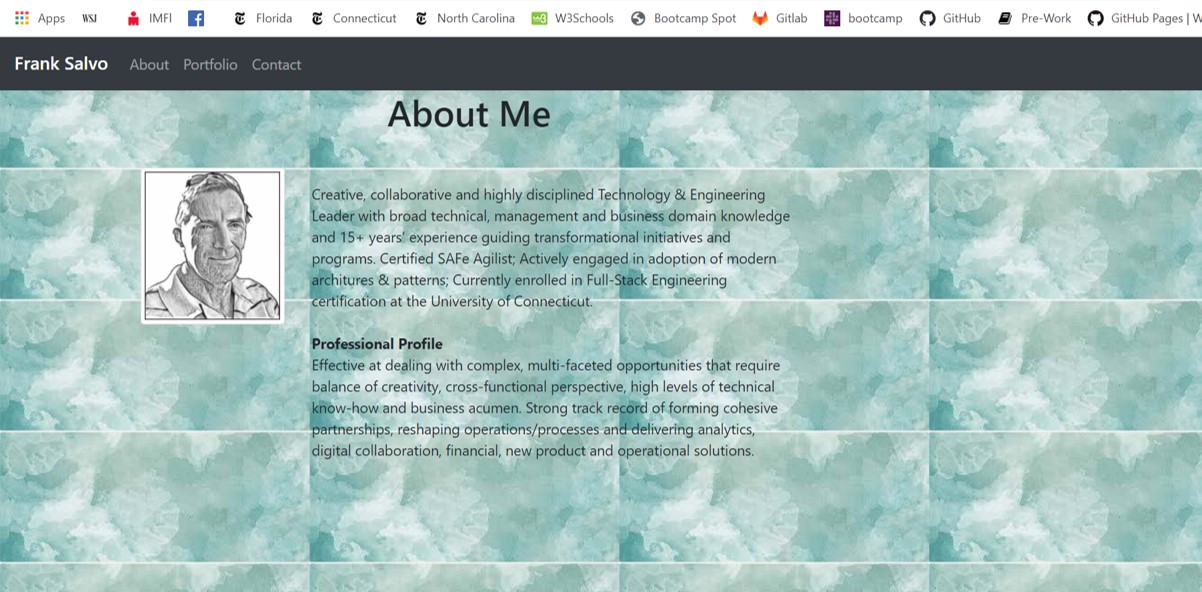 Apps WSJ IMFI Florida Connecticut North Carolina W3Schools Bootcamp Spot Gitlab bootcamp GitHub Pre-Work GitHub Pages | W
Frank Salvo About Portfolio Contact
About Me
Creative, collaborative and highly disciplined Technology & Engineering
Leader with broad technical, management and business domain knowledge
and 15+ years' experience guiding transformational initiatives and
programs. Certified SAFe Agilist; Actively engaged in adoption of modern
architures & patterns; Currently enrolled in Full-Stack Engineering
certification at the University of Connecticut.
Professional Profile
Effective at dealing with complex, multi-faceted opportunities that require
balance of creativity, cross-functional perspective, high levels of technical
know-how and business acumen. Strong track record of forming cohesive
partnerships, reshaping operations/processes and delivering analytics,
digital collaboration, financial, new product and operational solutions.